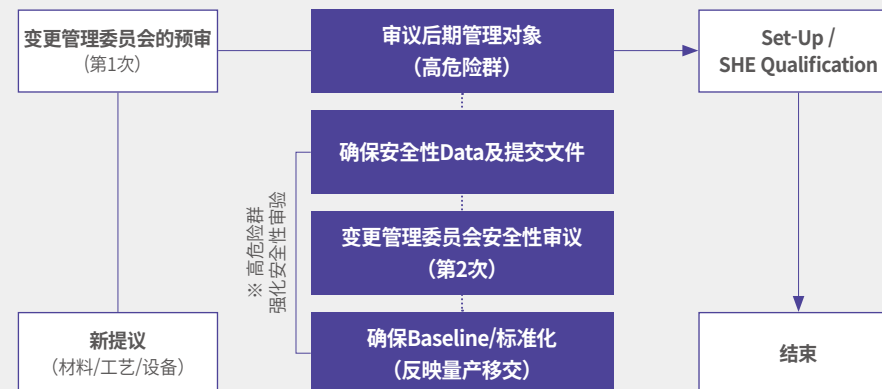 变更管理委员会的预审
(第1次)
审议后期管理对象
(高危险群)
Set-Up /
SHE Qualification
确保安全性Data及提交文件
※ 高危险群
强化安全性审验
变更管理委员会安全性审议
(第2次)
新提议
(材料/工艺/设备)
确保Baseline/标准化
(反映量产移交)
结束